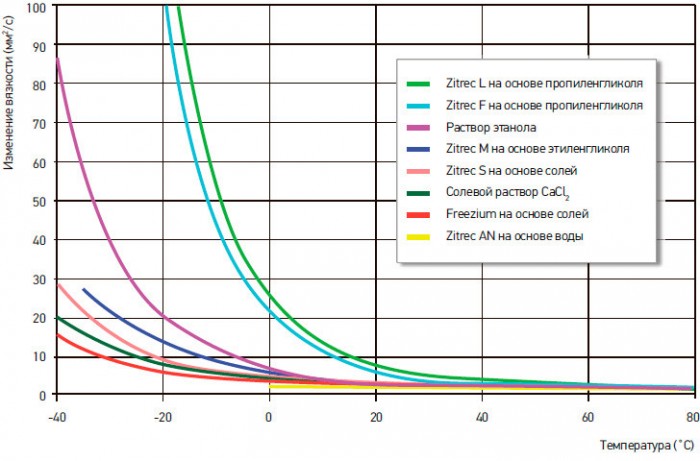 Изменение вязкости (мм²/с)
100
90
80
70
60
50
40
30
20
10
0
-40
-20
0
20
40
60
80
Температура (˚C)
Zitrec L на основе пропиленгликоля
Zitrec F на основе пропиленгликоля
Раствор этанола
Zitrec M на основе этиленгликоля
Zitrec S на основе солей
Солевой раствор CaCl₂
Freezium на основе солей
Zitrec AN на основе воды